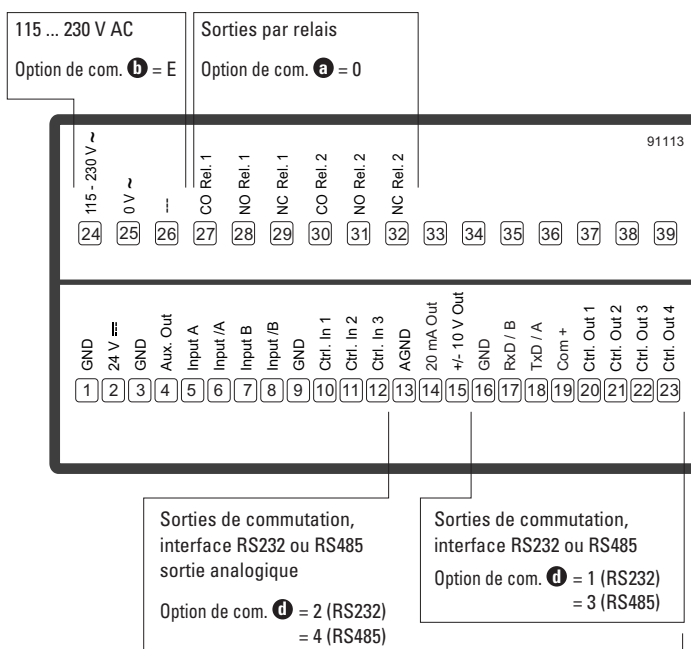 115 ... 230 V AC
Option de com. b = E
Sorties par relais
Option de com. a = 0
91113
115 - 230 V ~
0 V ~
---
CO Rel. 1
NO Rel. 1
NC Rel. 1
CO Rel. 2
NO Rel. 2
NC Rel. 2
24 25 26 27 28 29 30 31 32 33 34 35 36 37 38 39
GND
24 V ⎓
GND
Aux. Out
Input A
Input /A
Input B
Input /B
GND
Ctrl. In 1
Ctrl. In 2
Ctrl. In 3
AGND
20 mA Out
+/- 10 V Out
GND
RxD / B
TxD / A
Com +
Ctrl. Out 1
Ctrl. Out 2
Ctrl. Out 3
Ctrl. Out 4
1 2 3 4 5 6 7 8 9 10 11 12 13 14 15 16 17 18 19 20 21 22 23
Sorties de commutation,
interface RS232 ou RS485
sortie analogique
Option de com. d = 2 (RS232)
= 4 (RS485)
Sorties de commutation,
interface RS232 ou RS485
Option de com. d = 1 (RS232)
= 3 (RS485)